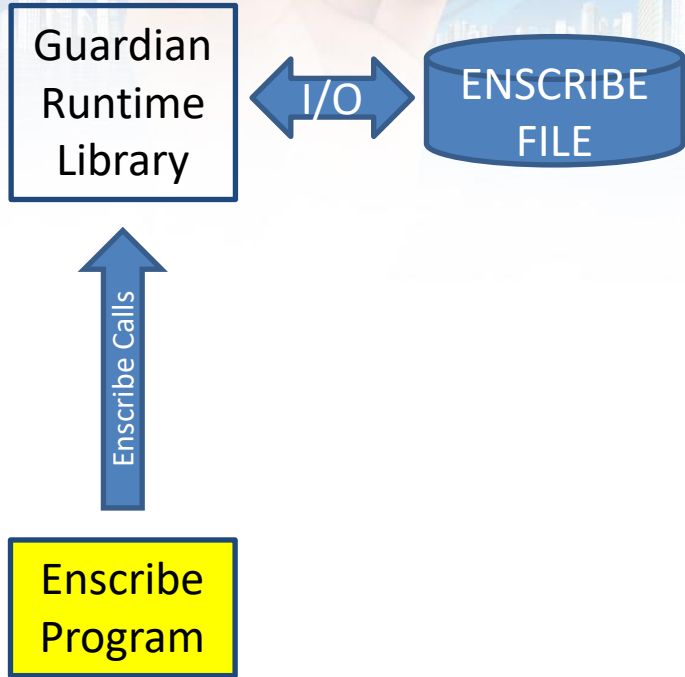 Guardian
Runtime
Library
I/O
ENSCRIBE
FILE
Enscribe Calls
Enscribe
Program